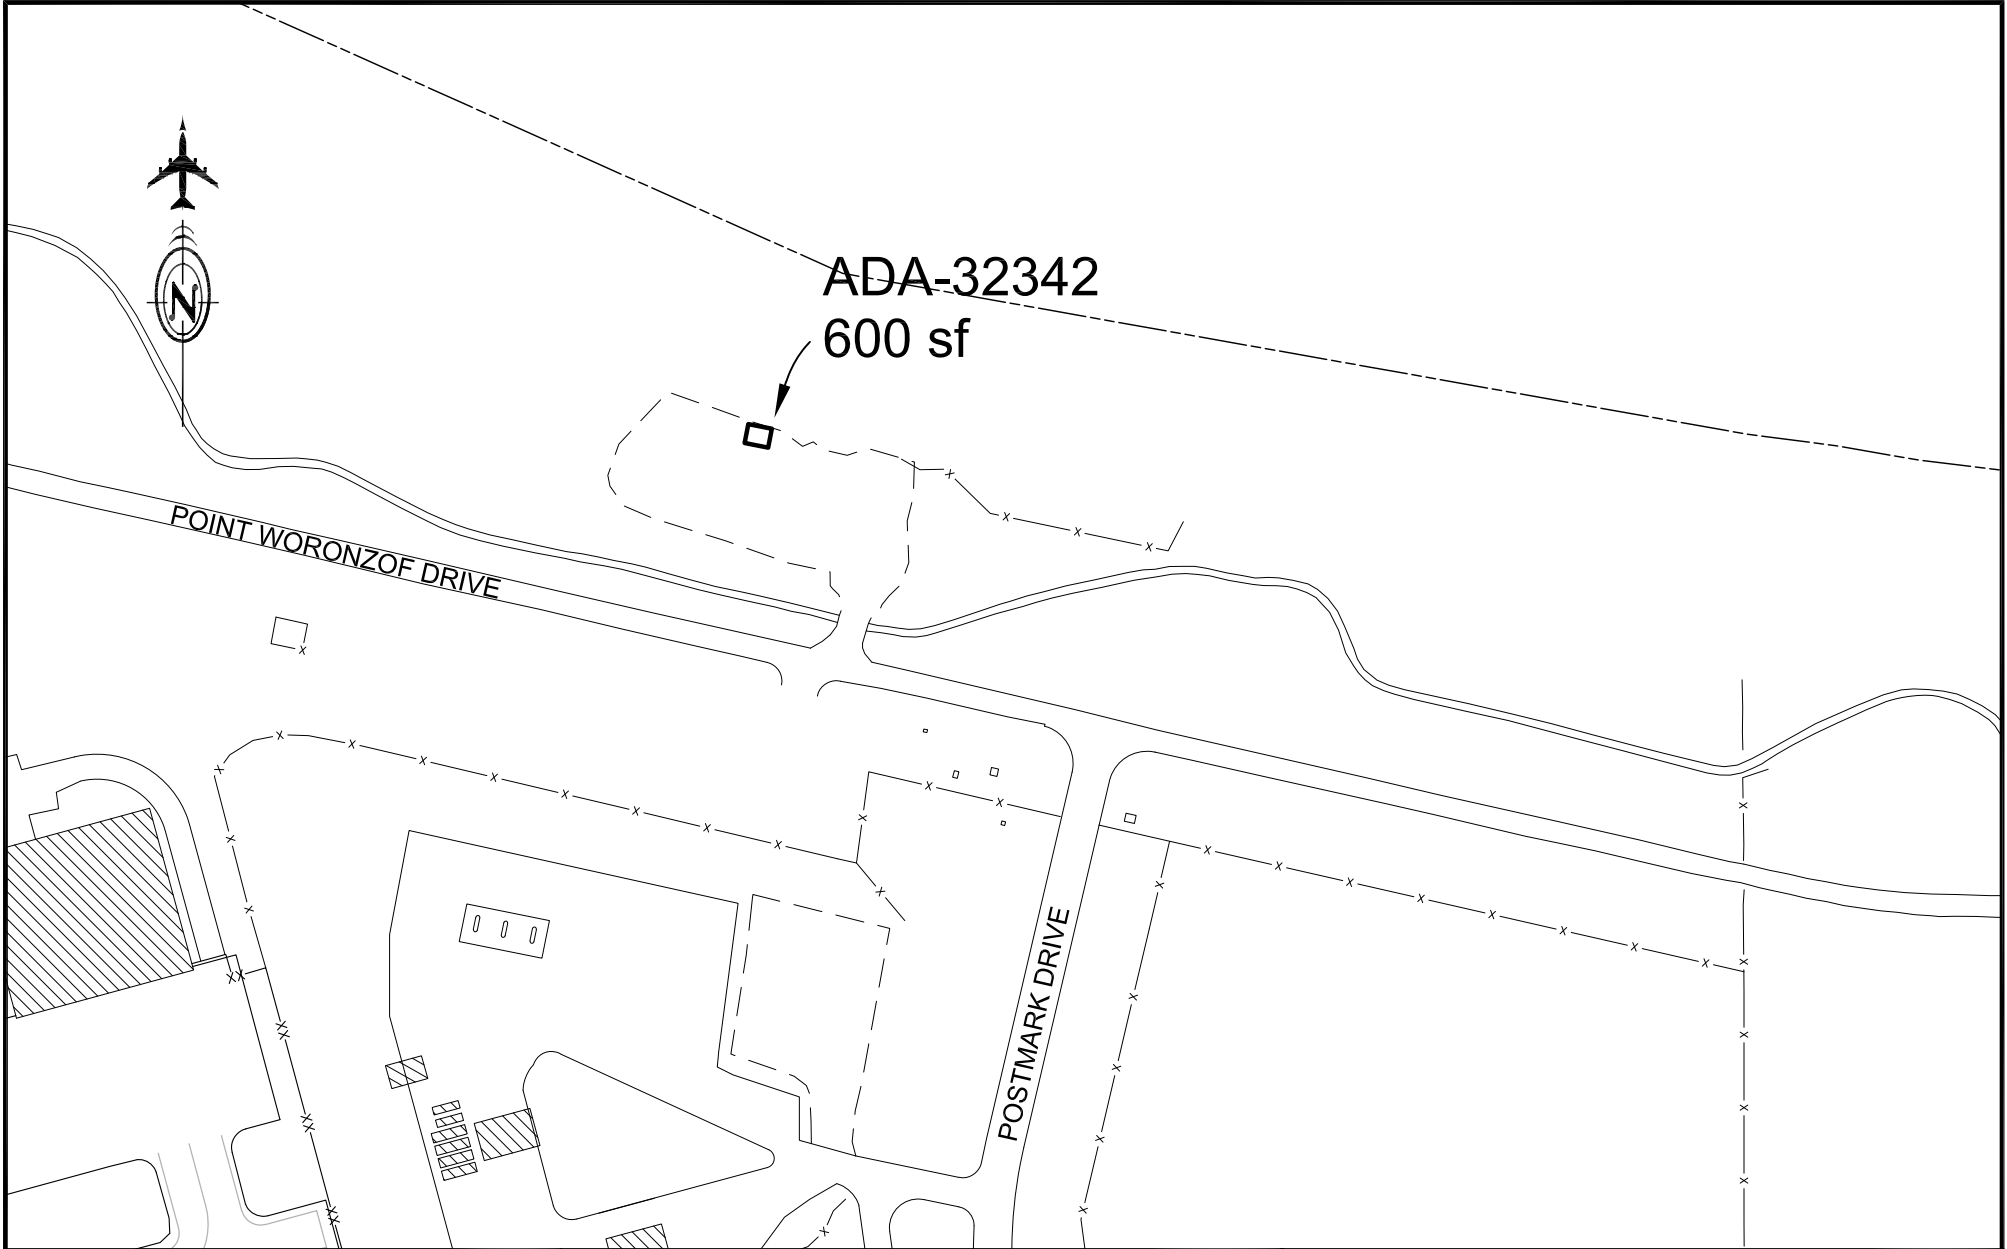 N
ADA-32342
600 sf
POINT WORONZOF DRIVE
POSTMARK DRIVE